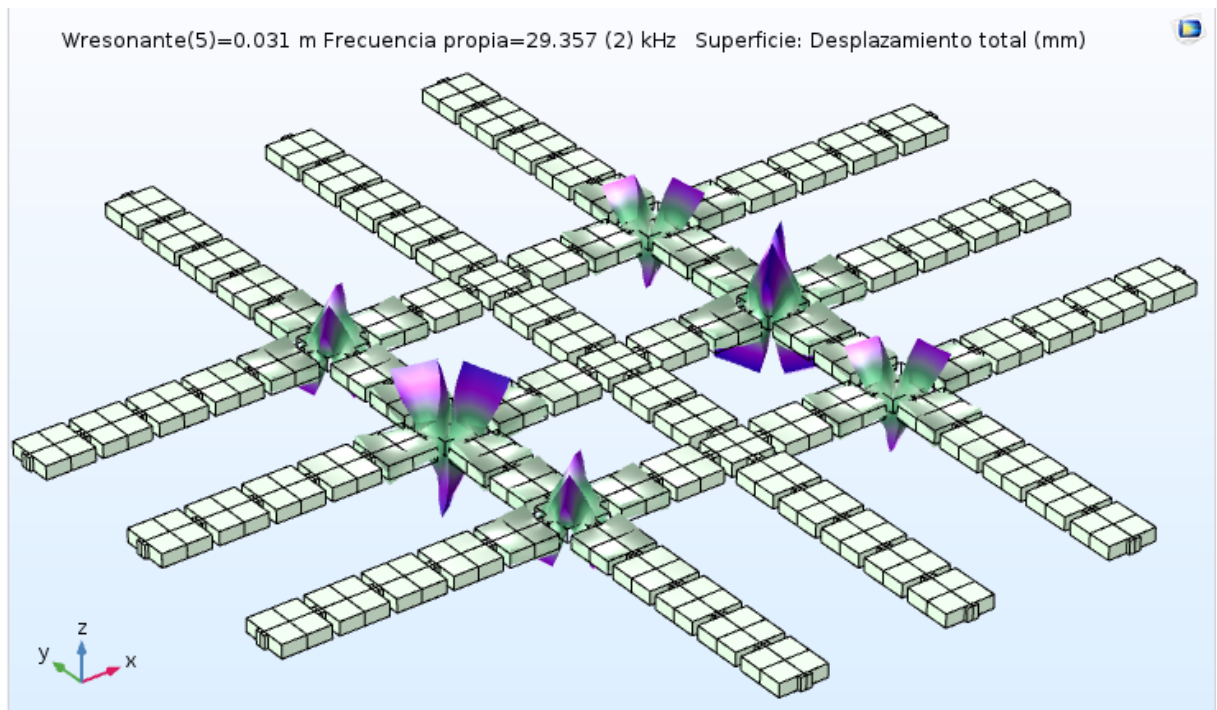 Wresonante(5)=0.031 m Frecuencia propia=29.357 (2) kHz   Superficie: Desplazamiento total (mm)
z
y
x